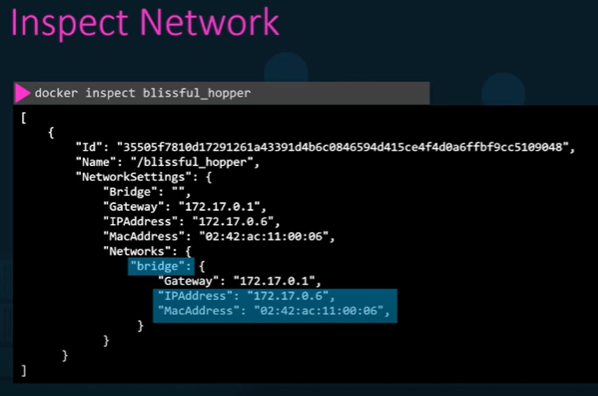 Inspect Network
docker inspect blissful_hopper
[
{
"Id": "35505f7810d17291261a43391d4b6c0846594d415ce4f4d0a6ffbf9cc5109048",
"Name": "/blissful_hopper",
"NetworkSettings": {
"Bridge": "",
"Gateway": "172.17.0.1",
"IPAddress": "172.17.0.6",
"MacAddress": "02:42:ac:11:00:06",
"Networks": {
"bridge": {
"Gateway": "172.17.0.1",
"IPAddress": "172.17.0.6",
"MacAddress": "02:42:ac:11:00:06",
}
}
}
]